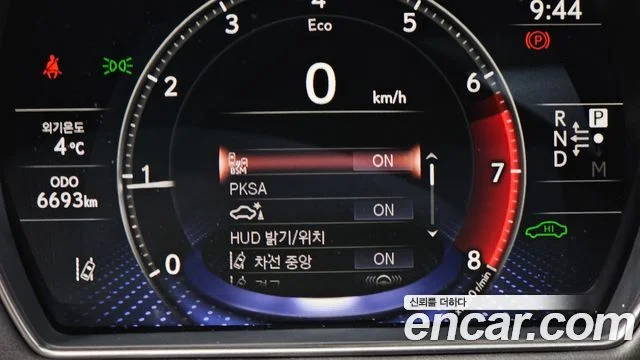 9:44
3 4 5
Eco
2 6
0
km/h
외기온도
4°C
ODO
6693km
1 7
0 8
BSM ON
PKSA
ON
HUD 밝기/위치
차선 중앙 ON
R
N
D
P
M
HI
신뢰를 더하다
encar.com